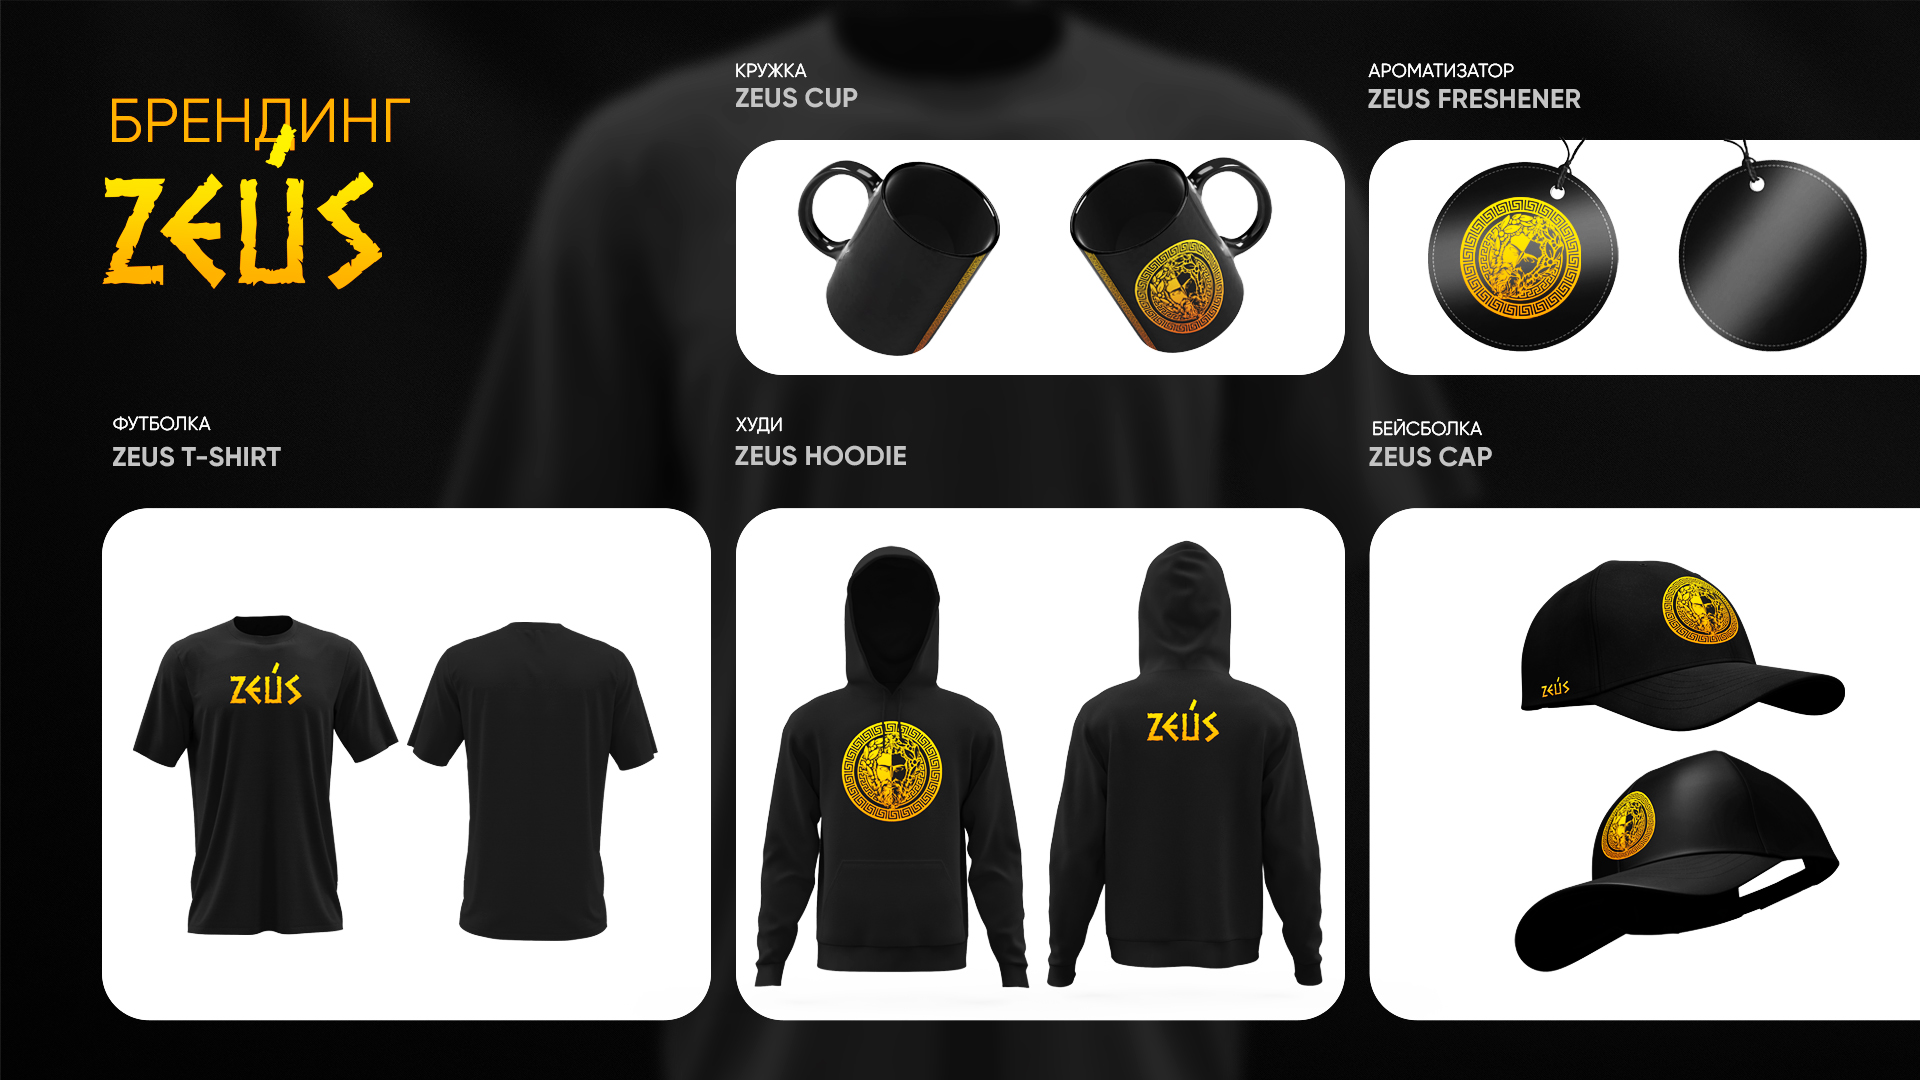 БРЕНДИНГ
ZEÚS
КРУЖКА
ZEUS CUP
АРОМАТИЗАТОР
ZEUS FRESHENER
ФУТБОЛКА
ZEUS T-SHIRT
ХУДИ
ZEUS HOODIE
БЕЙСБОЛКА
ZEUS CAP
ZEÚS
ZEÚS
ZEÚS